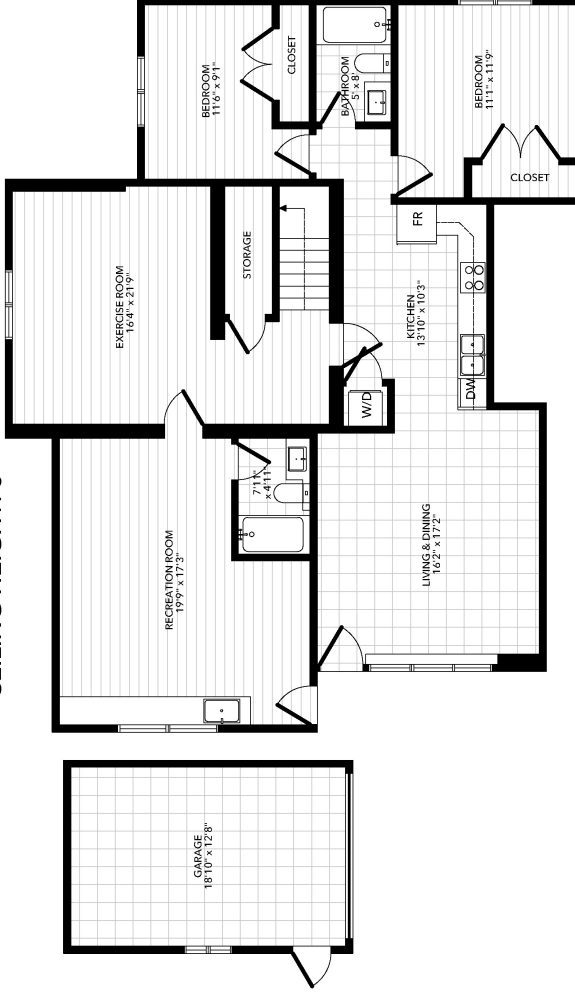 BEDROOM
11'6" x 9'1"
CLOSET
BATHROOM
5' x 8'
BEDROOM
11'1" x 11'9"
CLOSET
EXERCISE ROOM
16'4" x 21'9"
STORAGE
FR
KITCHEN
13'10" x 10'3"
DW
W/D
7'11"
x 4'11"
RECREATION ROOM
19'9" x 17'3"
LIVING & DINING
16'2" x 17'2"
GARAGE
18'10" x 12'8"